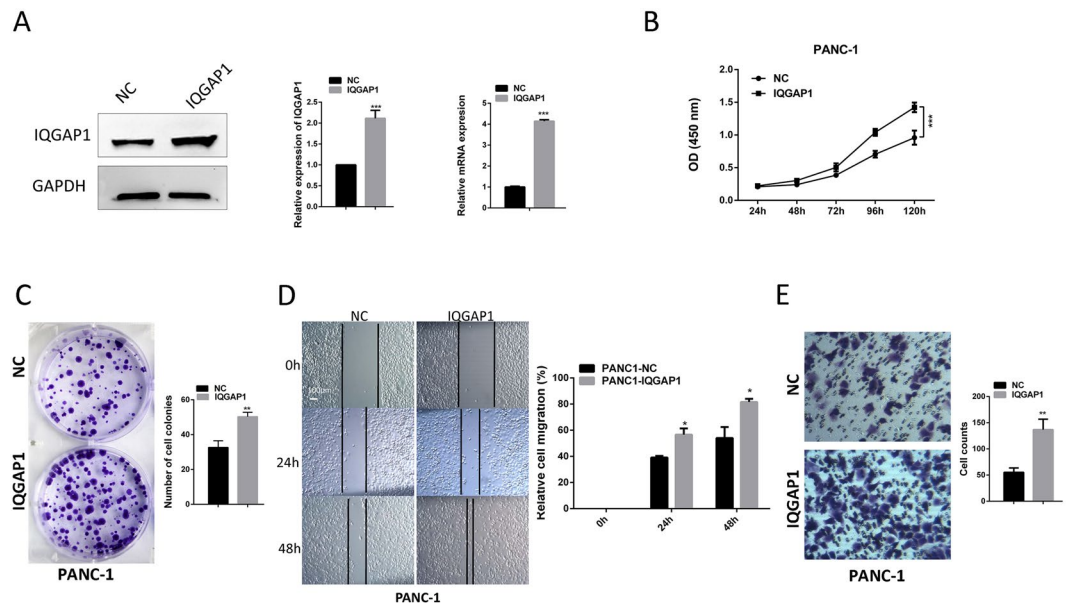 A
NC
IQGAP1
IQGAP1
GAPDH
NC
IQGAP1
Relative expression of IQGAP1
2.5
2.0
1.5
1.0
0.5
0.0
***
NC
IQGAP1
Relative mRNA expresion
5
4
3
2
1
0
***
B
PANC-1
NC
IQGAP1
OD (450 nm)
2.0
1.5
1.0
0.5
0.0
24h 48h 72h 96h 120h
***
C
NC
IQGAP1
PANC-1
NC
IQGAP1
Number of cell colonies
60
40
20
0
**
D
NC IQGAP1
0h
100um
24h
48h
PANC-1
PANC1-NC
PANC1-IQGAP1
Relative cell migration (%)
100
80
60
40
20
0
*
*
0h 24h 48h
E
NC
IQGAP1
PANC-1
NC
IQGAP1
Cell counts
200
150
100
50
0
**